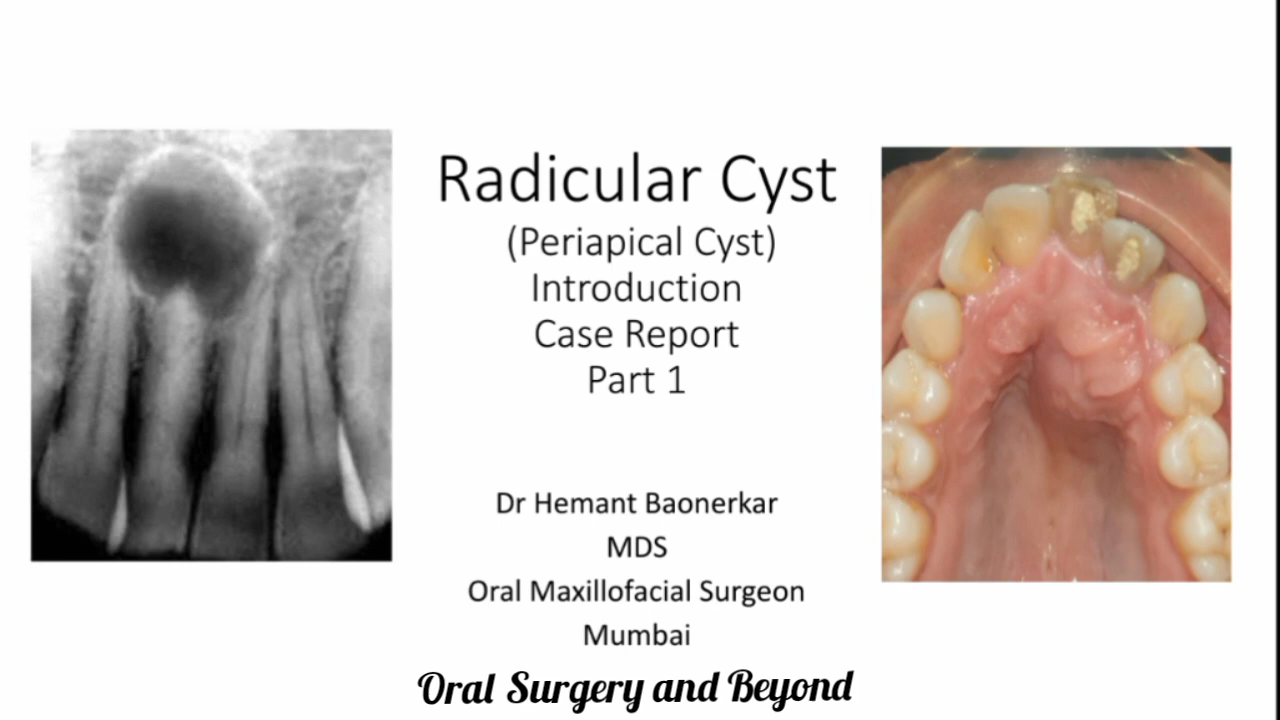 Radicular Cyst
(Periapical Cyst)
Introduction
Case Report
Part 1
Dr Hemant Baonerkar
MDS
Oral Maxillofacial Surgeon
Mumbai
Oral Surgery and Beyond